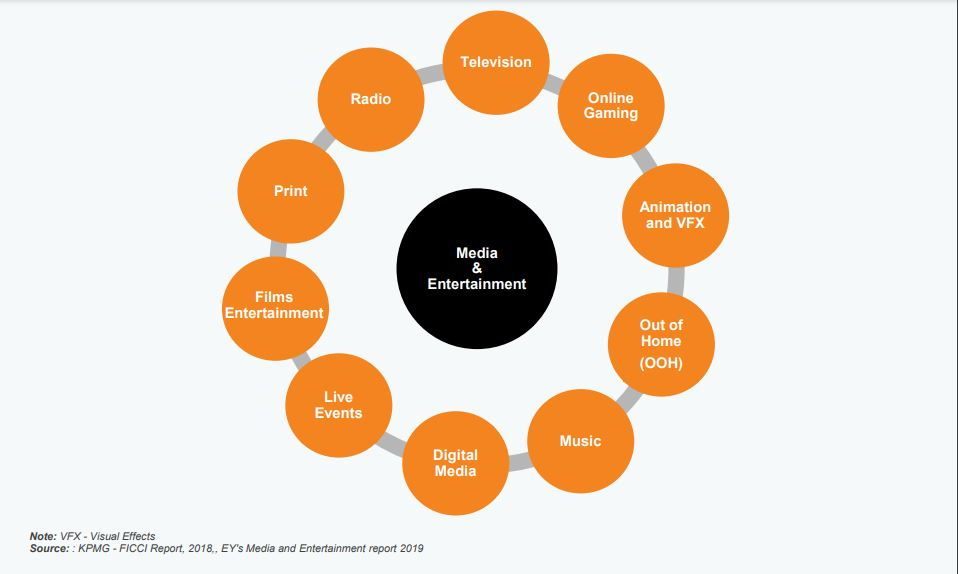 Television
Online
Gaming
Animation
and VFX
Out of
Home
(OOH)
Music
Digital
Media
Live
Events
Films
Entertainment
Print
Radio
Media
&
Entertainment
Note: VFX - Visual Effects
Source: : KPMG - FICCI Report, 2018,, EY's Media and Entertainment report 2019